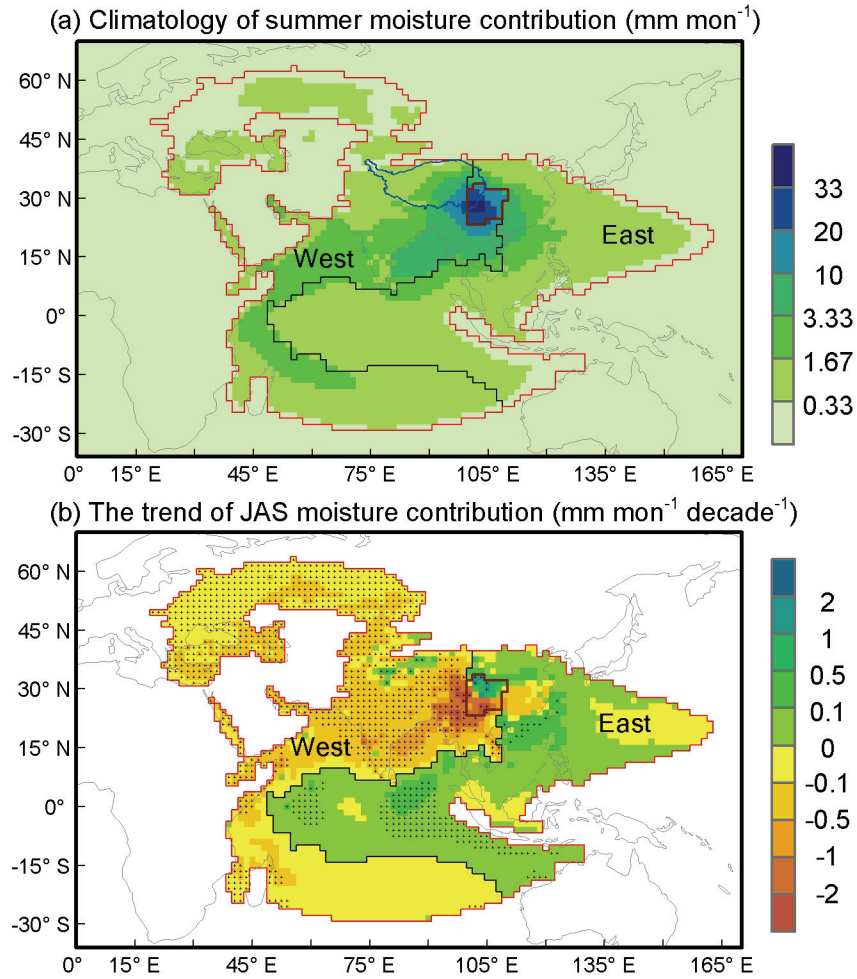 (a) Climatology of summer moisture contribution (mm mon⁻¹)
60° N
45° N
30° N
15° N
0°
-15° S
-30° S
West
East
33
20
10
3.33
1.67
0.33
0° 15° E 45° E 75° E 105° E 135° E 165° E
(b) The trend of JAS moisture contribution (mm mon⁻¹ decade⁻¹)
60° N
45° N
30° N
15° N
0°
-15° S
-30° S
West
East
2
1
0.5
0.1
0
-0.1
-0.5
-1
-2
0° 15° E 45° E 75° E 105° E 135° E 165° E